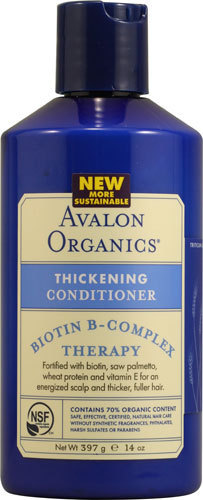 NEW
MORE
SUSTAINABLE
AVALON
ORGANICS®
THICKENING
CONDITIONER
BIOTIN B-COMPLEX
THERAPY
Fortified with biotin, saw palmetto,
wheat protein and vitamin E for an
energized scalp and thicker, fuller hair.
NSF
CONTAINS 70% ORGANIC CONTENT
SAFE, EFFECTIVE, CERTIFIED, NATURAL HAIR CARE
WITHOUT SYNTHETIC FRAGRANCES, PHTHALATES,
HARSH SULFATES OR PARABENS
Net Wt 397 g ℮ 14 oz